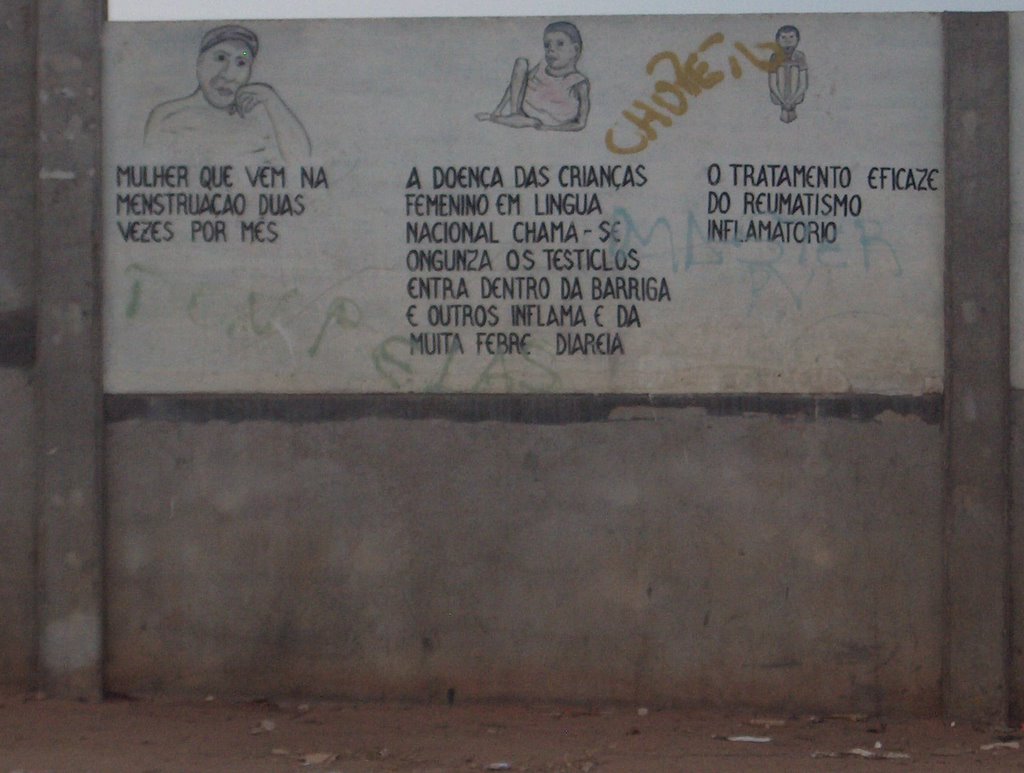 MULHER QUE VEM NA
MENSTRUAÇAO DUAS
VEZES POR MÊS
A DOENÇA DAS CRIANÇAS
FEMENINO EM LINGUA
NACIONAL CHAMA-SE
ONGUNZA OS TESTICLOS
ENTRA DENTRO DA BARRIGA
E OUTROS INFLAMA E DA
MUITA FEBRE DIAREIA
O TRATAMENTO EFICAZE
DO REUMATISMO
INFLAMATORIO